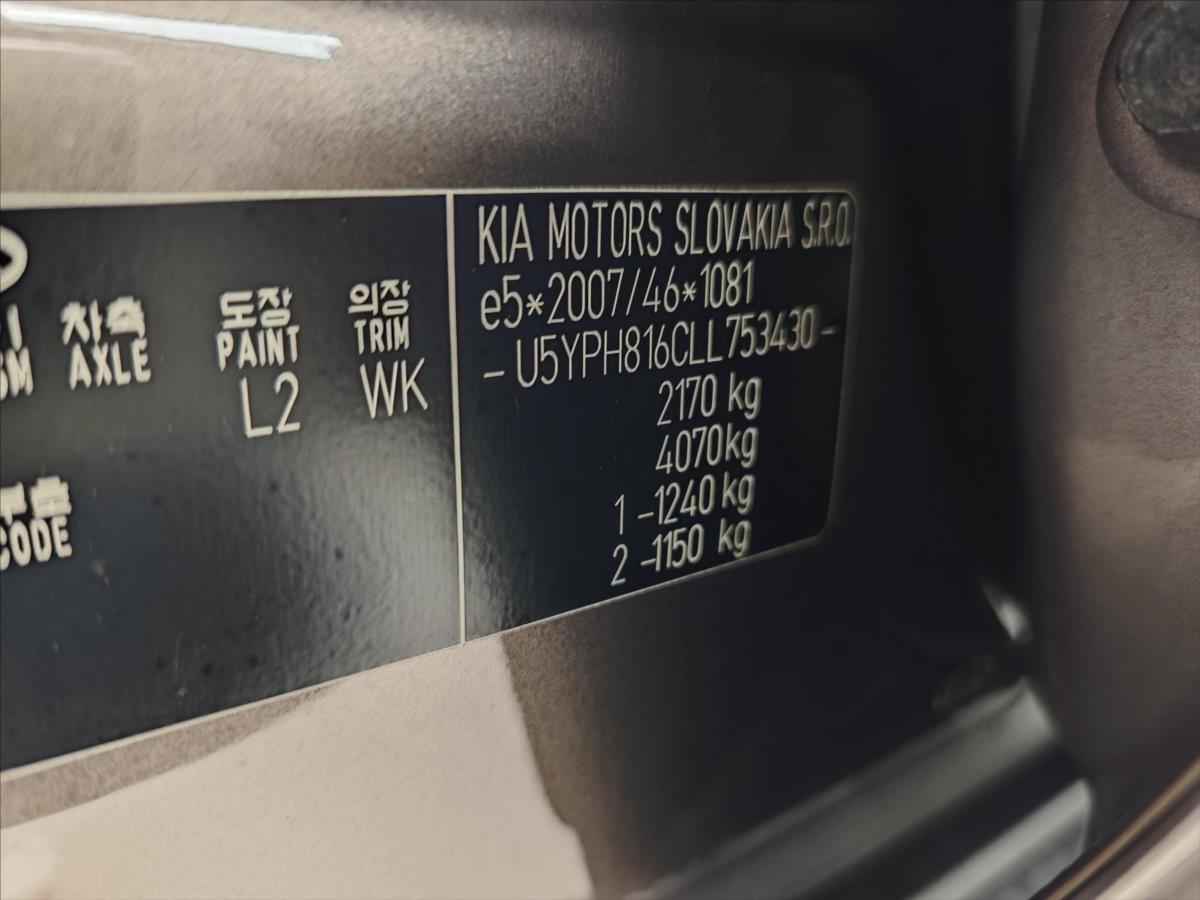 차축 도장 의장
AXLE PAINT TRIM
L2 WK
CODE
KIA MOTORS SLOVAKIA S.R.O.
e5*2007/46*1081
-U5YPH816CLL753430-
2170 kg
4070kg
1 -1240 kg
2 -1150 kg